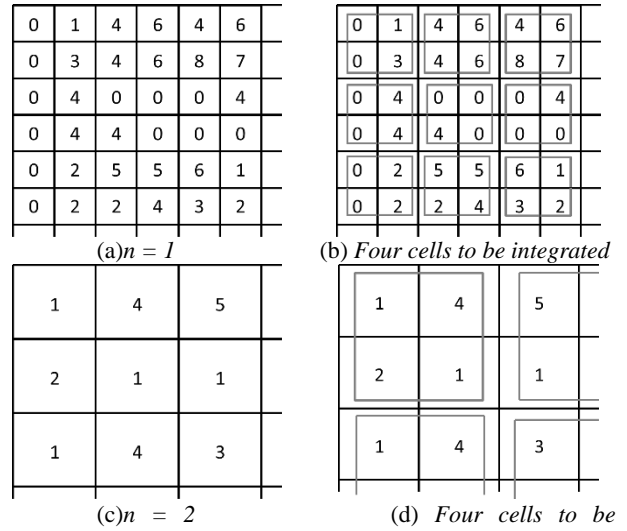 0 1 4 6 4 6
0 3 4 6 8 7
0 4 0 0 0 4
0 4 4 0 0 0
0 2 5 5 6 1
0 2 2 4 3 2
(a)n = 1
0 1 4 6 4 6
0 3 4 6 8 7
0 4 0 0 0 4
0 4 4 0 0 0
0 2 5 5 6 1
0 2 2 4 3 2
(b) Four cells to be integrated
1 4 5
2 1 1
1 4 3
(c)n = 2
1 4 5
2 1 1
1 4 3
(d) Four cells to be